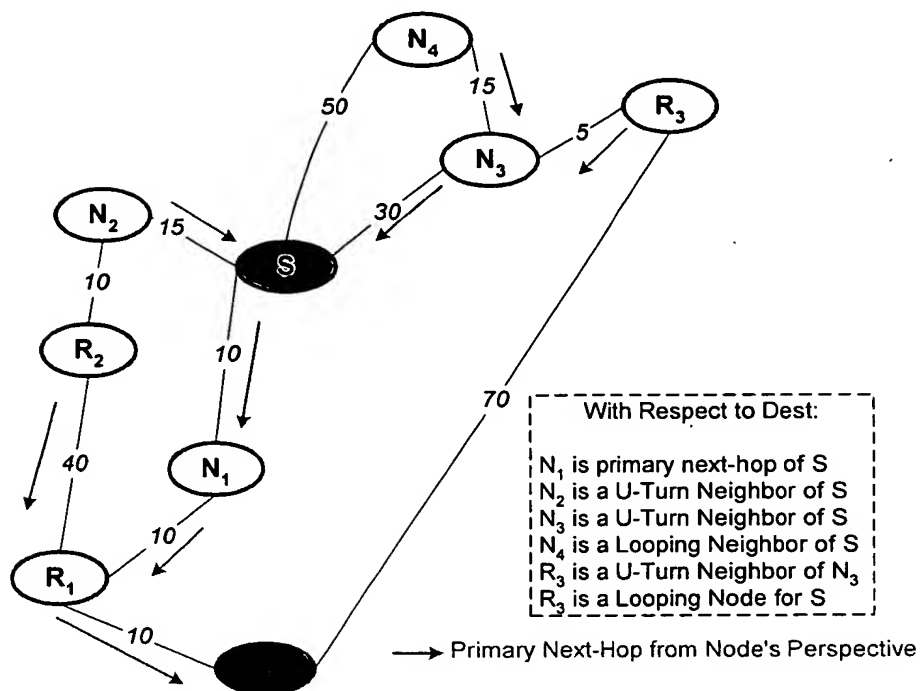 N4
50
15
R3
5
N3
N2
15
30
S
10
R2
10
70
40
N1
10
R1
10
With Respect to Dest:
N1 is primary next-hop of S
N2 is a U-Turn Neighbor of S
N3 is a U-Turn Neighbor of S
N4 is a Looping Neighbor of S
R3 is a U-Turn Neighbor of N3
R3 is a Looping Node for S
Primary Next-Hop from Node's Perspective